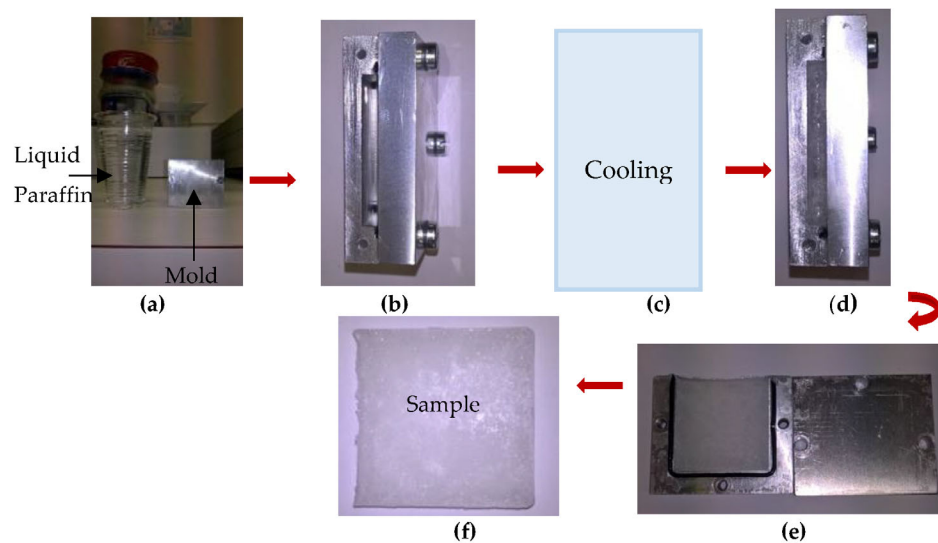 Liquid
Paraffin
Mold
(a)
(b)
Cooling
(c)
(d)
Sample
(f)
(e)